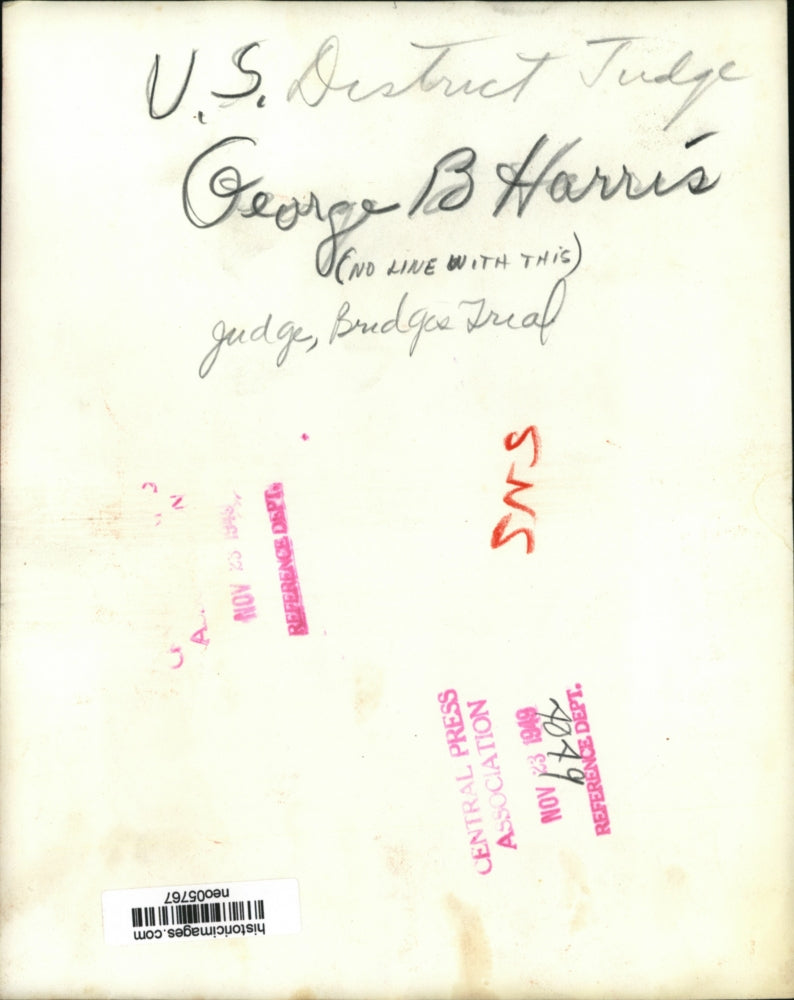 U.S. District Judge
George B Harris
(NO LINE WITH THIS)
Judge, Bridges Trial
SNS
NOV 23 1949
REFERENCE DEPT.
CENTRAL PRESS
ASSOCIATION
NOV 23 1949
4049
REFERENCE DEPT.
historicimages.com
neo05767